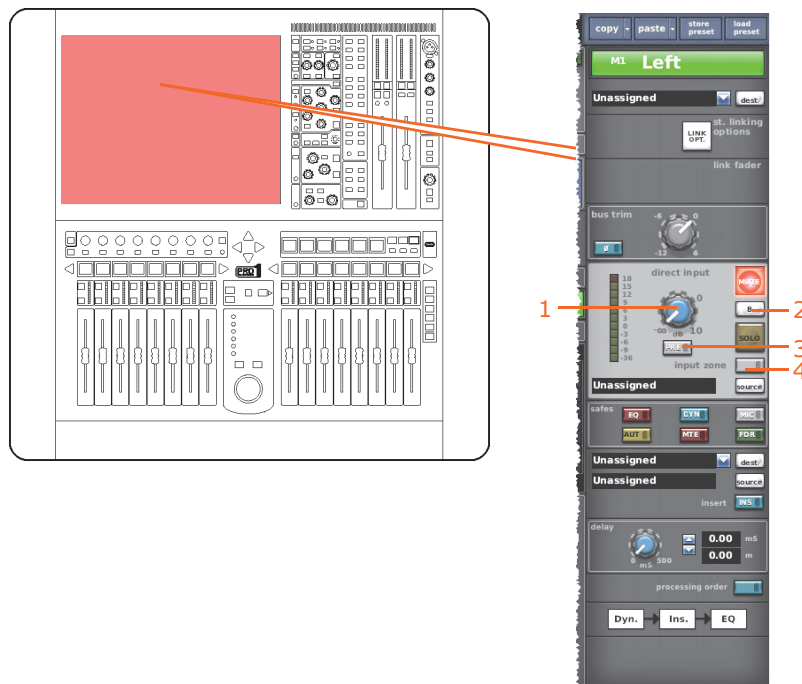 copy paste store preset load preset
M1 Left
Unassigned dest
LINK OPT. st. linking options
link fader
bus trim
-6 0
-12 6
ø
direct input
18
15
12
9
6
3
0
-3
-6
-9
-36
0
-∞ dB 10
MUTE
B
SOLO
PRE
input zone
Unassigned source
1
2
3
4
safes
EQ DYN MIC
AUT MTE FDR
Unassigned dest
Unassigned source
insert INS
delay
0 mS 500
0.00 mS
0.00 m
processing order
Dyn. Ins. EQ
PRO1